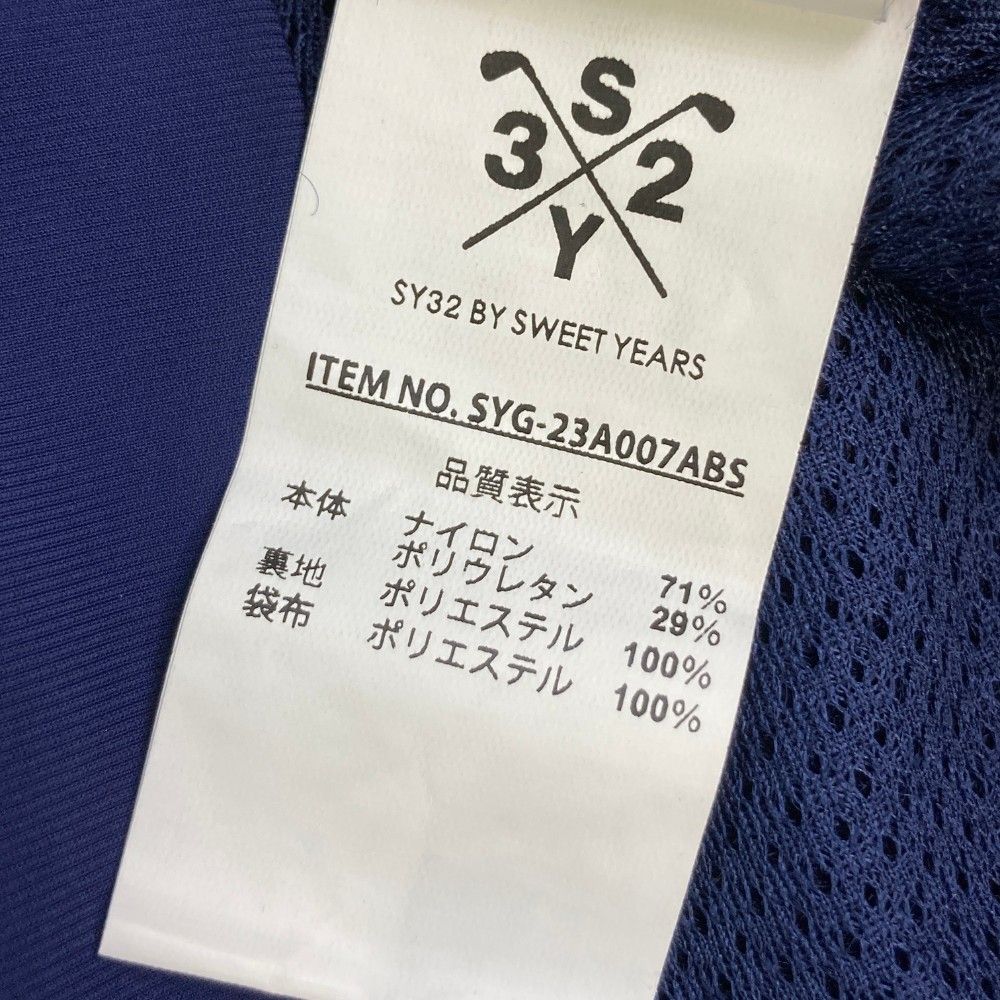 S
3 2
Y
SY32 BY SWEET YEARS
ITEM NO. SYG-23A007ABS
品質表示
本体 ナイロン 71%
ポリウレタン 29%
裏地 ポリエステル 100%
袋布 ポリエステル 100%